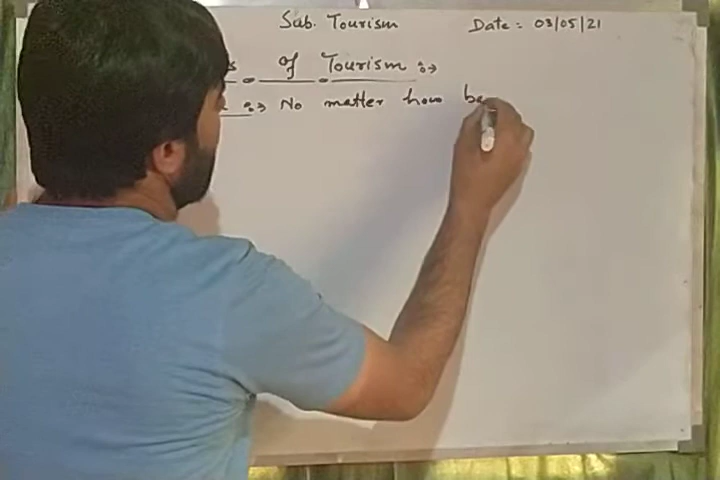 Sub. Tourism Date: 03/05/21
of Tourism :→
:→ No matter how be